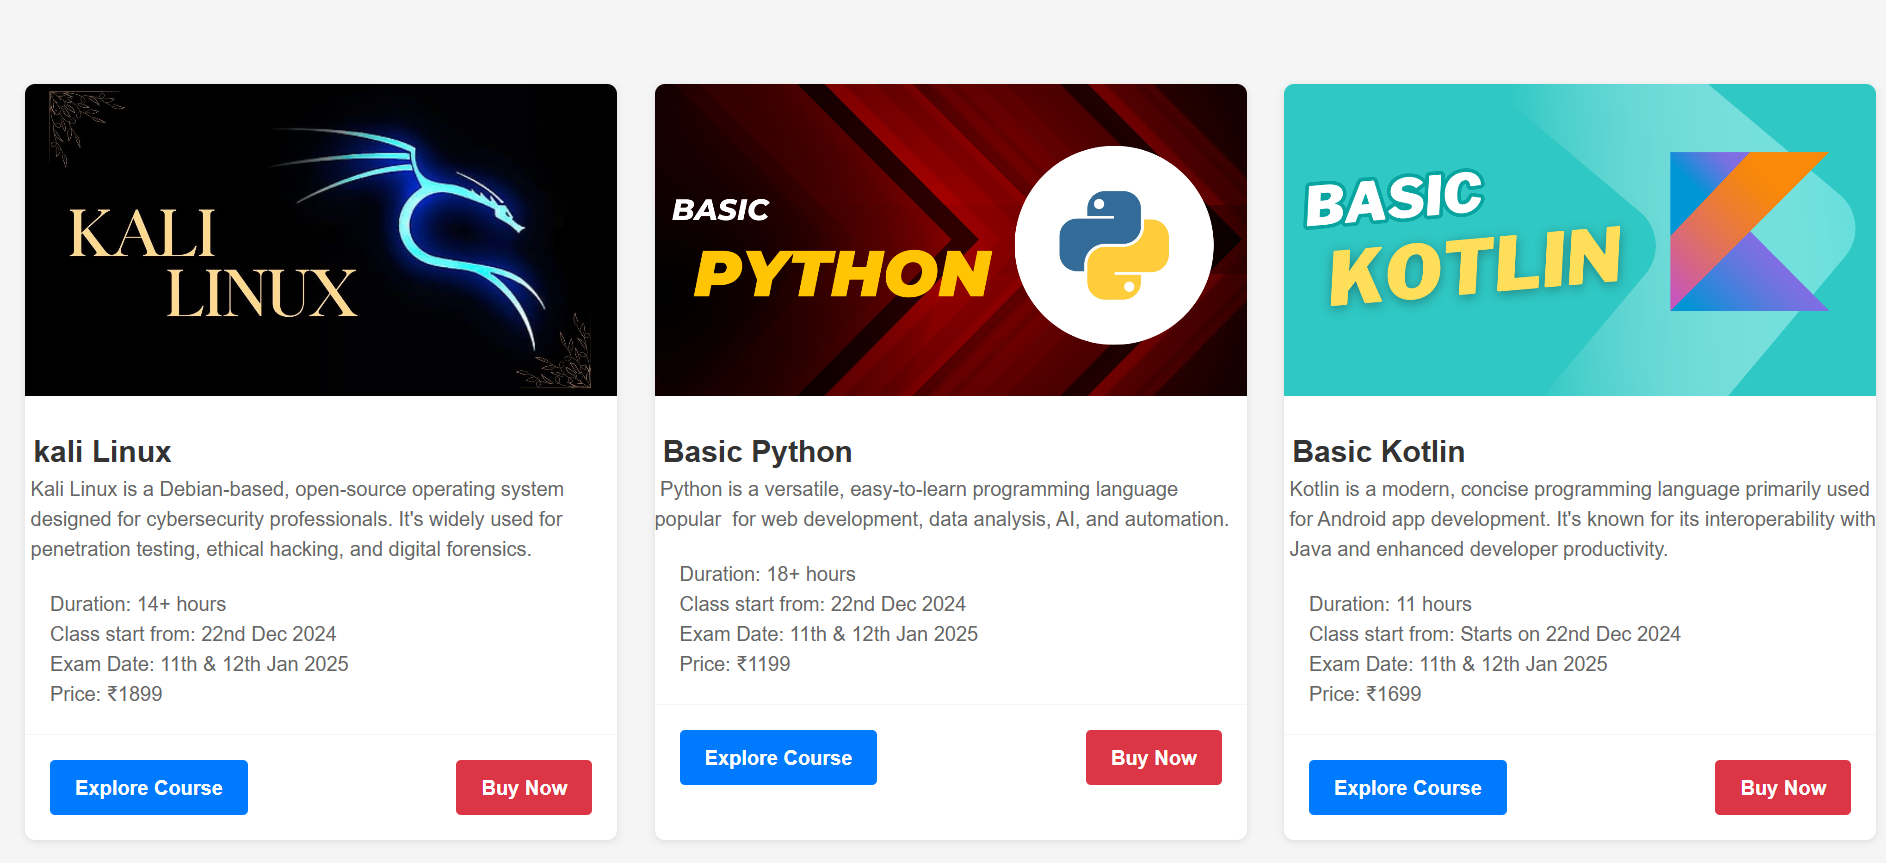 KALI
LINUX
kali Linux
Kali Linux is a Debian-based, open-source operating system
designed for cybersecurity professionals. It's widely used for
penetration testing, ethical hacking, and digital forensics.
Duration: 14+ hours
Class start from: 22nd Dec 2024
Exam Date: 11th & 12th Jan 2025
Price: ₹1899
Explore Course
Buy Now
BASIC
PYTHON
Basic Python
Python is a versatile, easy-to-learn programming language
popular  for web development, data analysis, AI, and automation.
Duration: 18+ hours
Class start from: 22nd Dec 2024
Exam Date: 11th & 12th Jan 2025
Price: ₹1199
Explore Course
Buy Now
BASIC
KOTLIN
Basic Kotlin
Kotlin is a modern, concise programming language primarily used
for Android app development. It's known for its interoperability with
Java and enhanced developer productivity.
Duration: 11 hours
Class start from: Starts on 22nd Dec 2024
Exam Date: 11th & 12th Jan 2025
Price: ₹1699
Explore Course
Buy Now